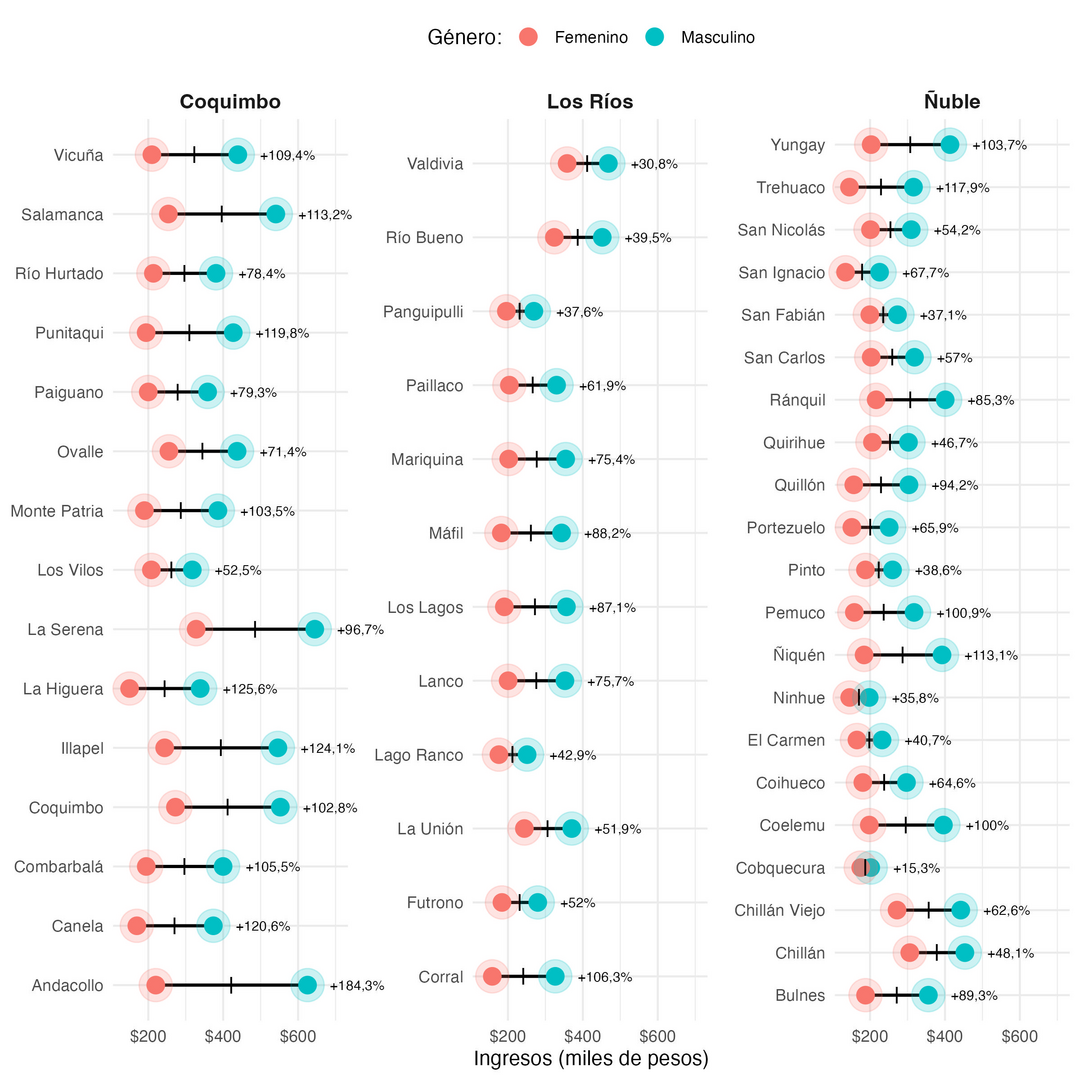 Género: Femenino Masculino
Coquimbo
Vicuña +109,4%
Salamanca +113,2%
Río Hurtado +78,4%
Punitaqui +119,8%
Paiguano +79,3%
Ovalle +71,4%
Monte Patria +103,5%
Los Vilos +52,5%
La Serena +96,7%
La Higuera +125,6%
Illapel +124,1%
Coquimbo +102,8%
Combarbalá +105,5%
Canela +120,6%
Andacollo +184,3%
$200 $400 $600
Los Ríos
Valdivia +30,8%
Río Bueno +39,5%
Panguipulli +37,6%
Paillaco +61,9%
Mariquina +75,4%
Máfil +88,2%
Los Lagos +87,1%
Lanco +75,7%
Lago Ranco +42,9%
La Unión +51,9%
Futrono +52%
Corral +106,3%
$200 $400 $600
Ñuble
Yungay +103,7%
Trehuaco +117,9%
San Nicolás +54,2%
San Ignacio +67,7%
San Fabián +37,1%
San Carlos +57%
Ránquil +85,3%
Quirihue +46,7%
Quillón +94,2%
Portezuelo +65,9%
Pinto +38,6%
Pemuco +100,9%
Ñiquén +113,1%
Ninhue +35,8%
El Carmen +40,7%
Coihueco +64,6%
Coelemu +100%
Cobquecura +15,3%
Chillán Viejo +62,6%
Chillán +48,1%
Bulnes +89,3%
$200 $400 $600
Ingresos (miles de pesos)